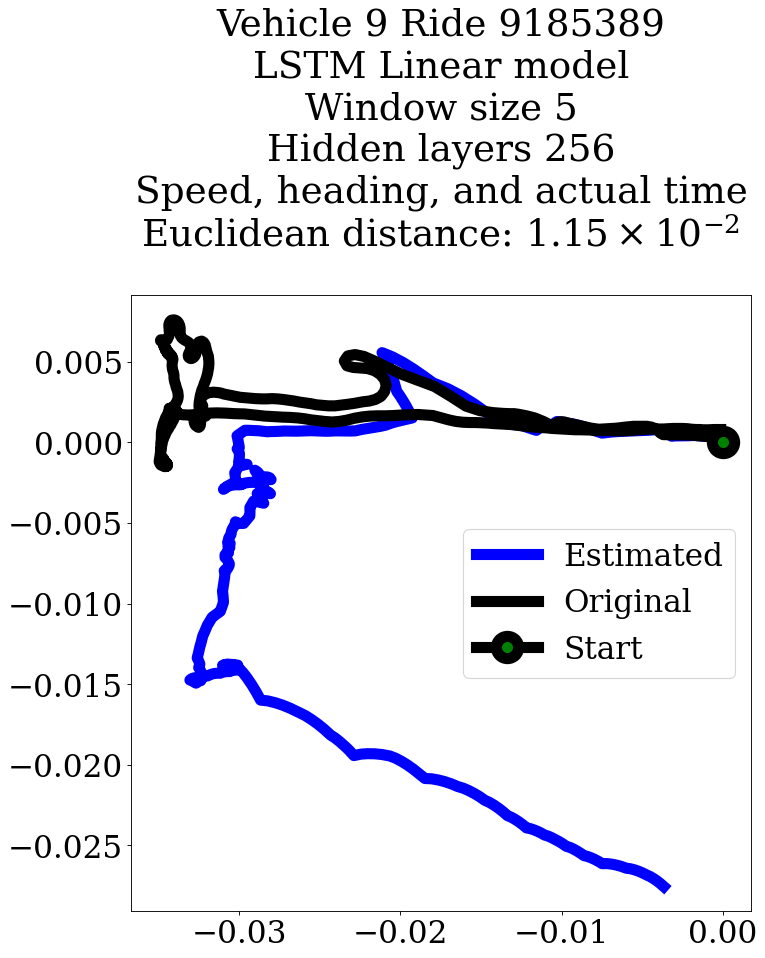 Vehicle 9 Ride 9185389
LSTM Linear model
Window size 5
Hidden layers 256
Speed, heading, and actual time
Euclidean distance: 1.15 × 10⁻²
0.005
0.000
−0.005
−0.010
−0.015
−0.020
−0.025
Estimated
Original
Start
−0.03 −0.02 −0.01 0.00